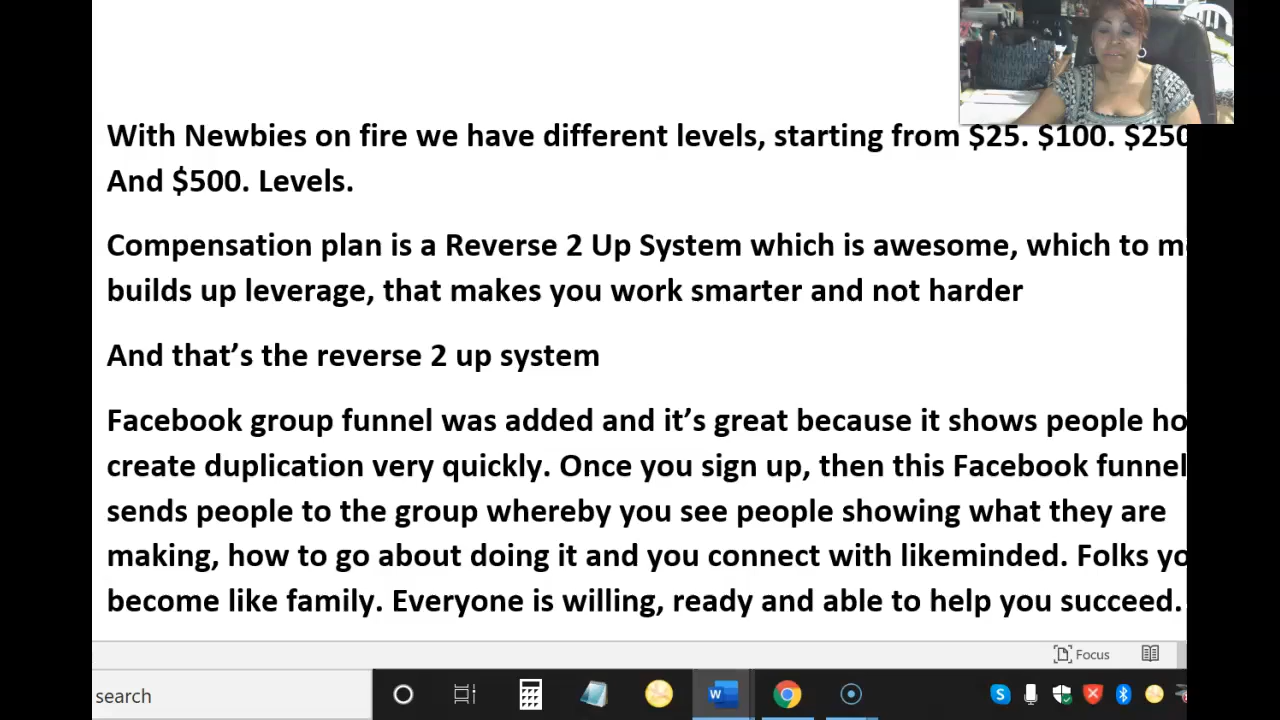 With Newbies on fire we have different levels, starting from $25. $100. $250
And $500. Levels.
Compensation plan is a Reverse 2 Up System which is awesome, which to
builds up leverage, that makes you work smarter and not harder
And that's the reverse 2 up system
Facebook group funnel was added and it's great because it shows people
create duplication very quickly. Once you sign up, then this Facebook funnel
sends people to the group whereby you see people showing what they are
making, how to go about doing it and you connect with likeminded. Folks
become like family. Everyone is willing, ready and able to help you succeed.
Focus
search